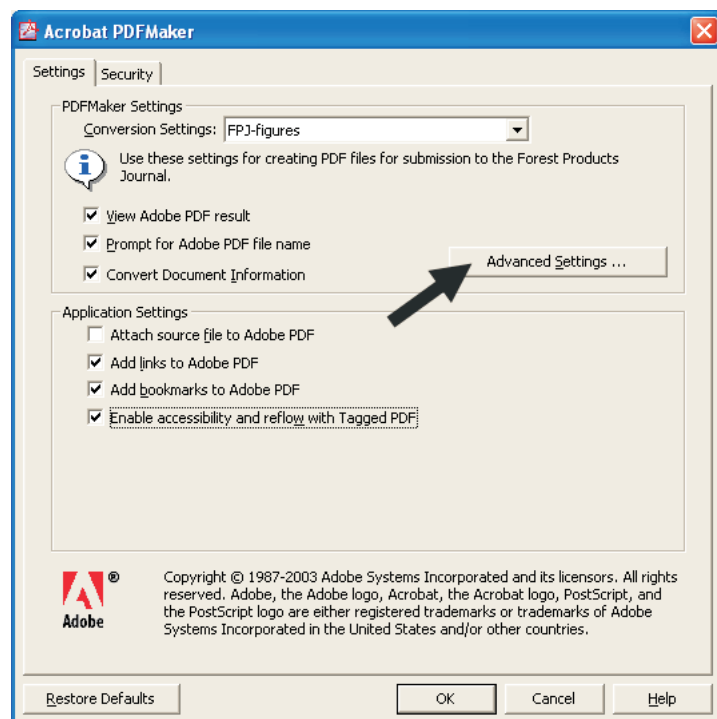 Acrobat PDFMaker
Settings
Security
PDFMaker Settings
Conversion Settings: FPJ-figures
Use these settings for creating PDF files for submission to the Forest Products
Journal.
View Adobe PDF result
Prompt for Adobe PDF file name
Convert Document Information
Advanced Settings ...
Application Settings
Attach source file to Adobe PDF
Add links to Adobe PDF
Add bookmarks to Adobe PDF
Enable accessibility and reflow with Tagged PDF
Adobe ®
Copyright © 1987-2003 Adobe Systems Incorporated and its licensors. All rights
reserved. Adobe, the Adobe logo, Acrobat, the Acrobat logo, PostScript, and
the PostScript logo are either registered trademarks or trademarks of Adobe
Systems Incorporated in the United States and/or other countries.
Restore Defaults
OK
Cancel
Help